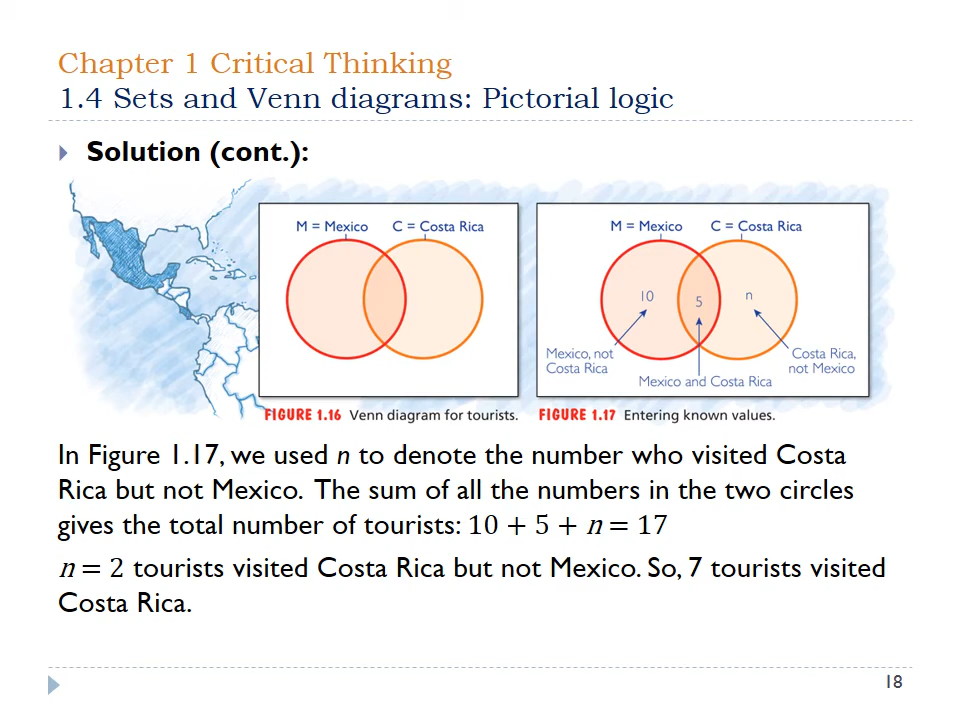 Chapter 1 Critical Thinking
1.4 Sets and Venn diagrams: Pictorial logic
Solution (cont.):
M = Mexico C = Costa Rica
FIGURE 1.16 Venn diagram for tourists.
M = Mexico C = Costa Rica
10 5 n
Mexico, not
Costa Rica
Mexico and Costa Rica
Costa Rica,
not Mexico
FIGURE 1.17 Entering known values.
In Figure 1.17, we used n to denote the number who visited Costa
Rica but not Mexico. The sum of all the numbers in the two circles
gives the total number of tourists: 10 + 5 + n = 17
n = 2 tourists visited Costa Rica but not Mexico. So, 7 tourists visited
Costa Rica.
18